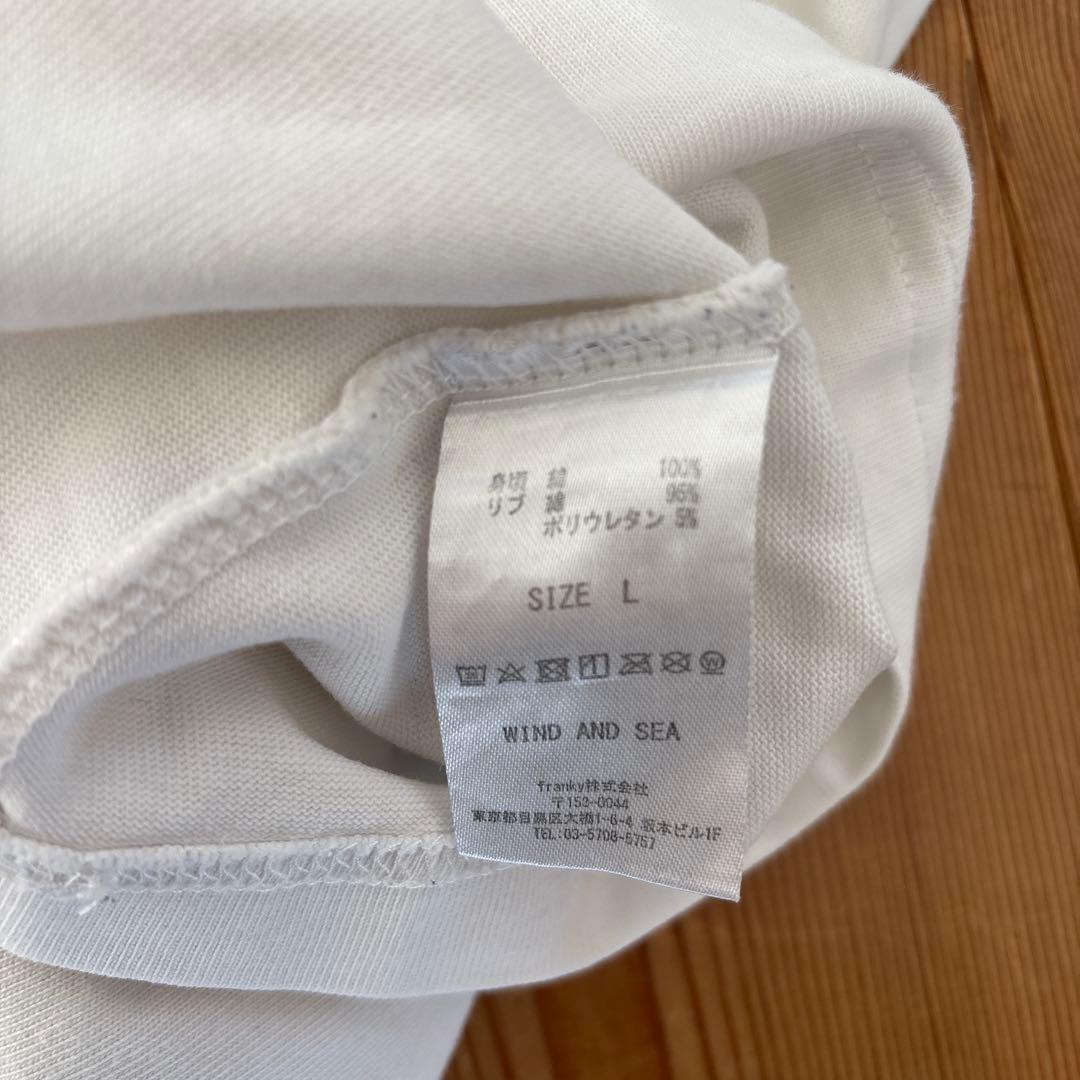 身頃 綿 100%
リブ 綿 95%
ポリウレタン 5%
SIZE L
WIND AND SEA
franky株式会社
〒153-0044
東京都目黒区大橋1-6-4 坂本ビル1F
TEL:03-5708-5757